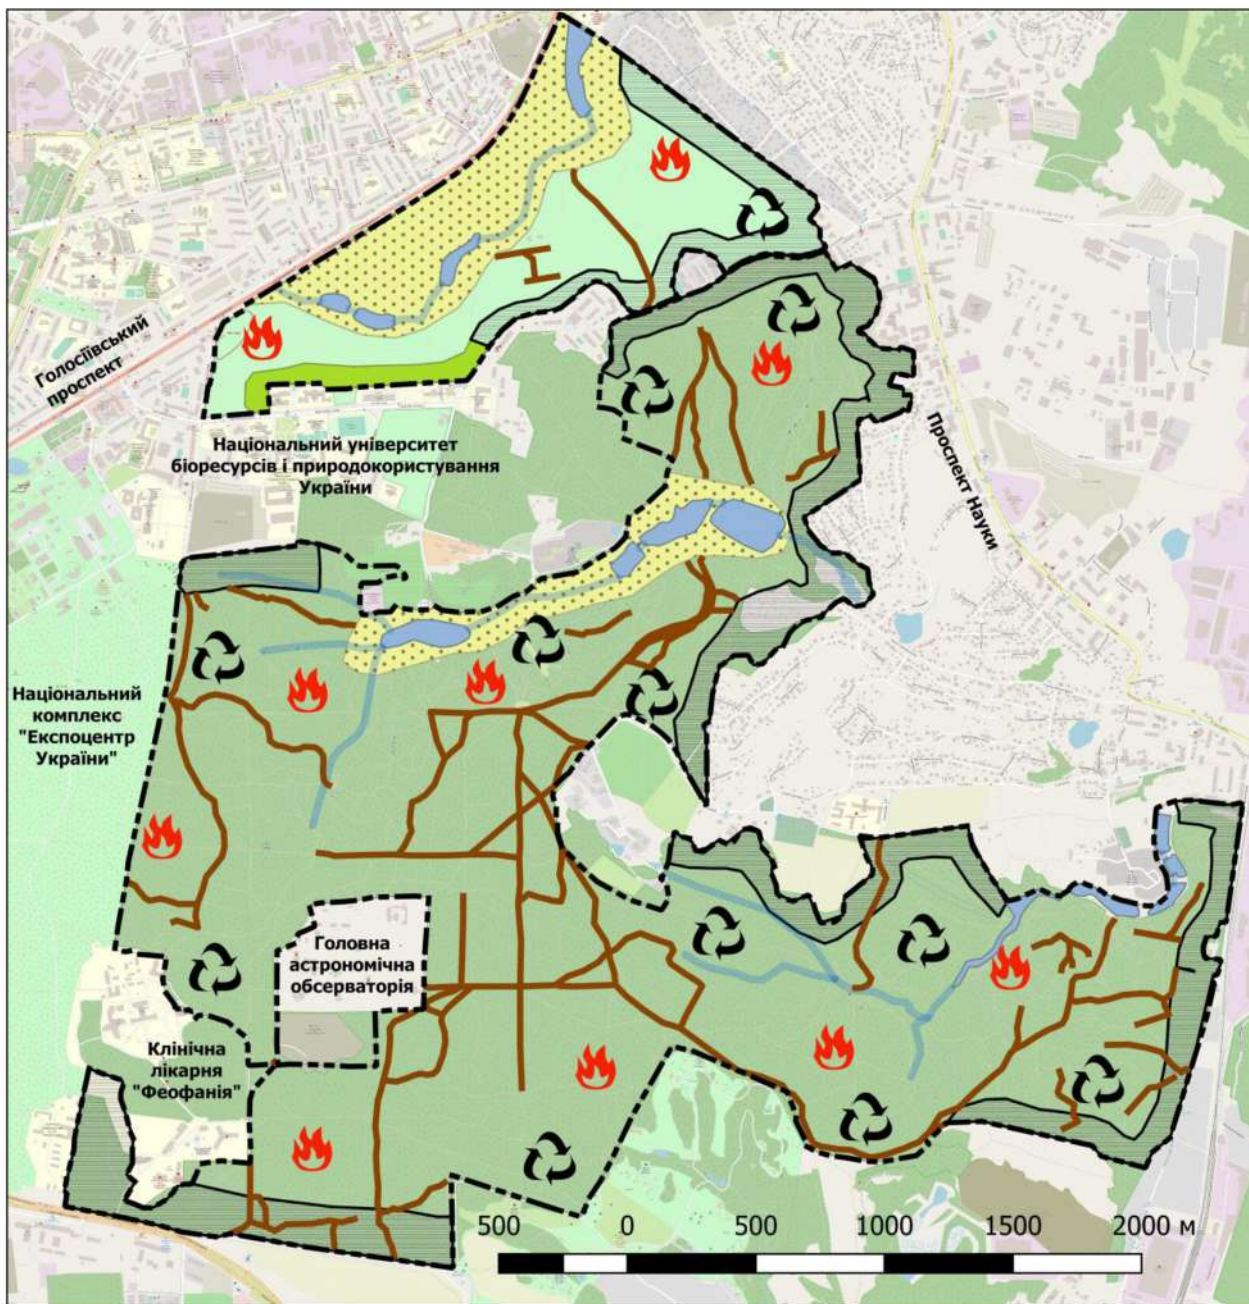 Голосіївський
проспект
Національний університет
біоресурсів і природокористування
України
Проспект Науки
Національний
комплекс
"Експоцентр
України"
Головна
астрономічна
обсерваторія
Клінічна
лікарня
"Феофанія"
500 0 500 1000 1500 2000 м